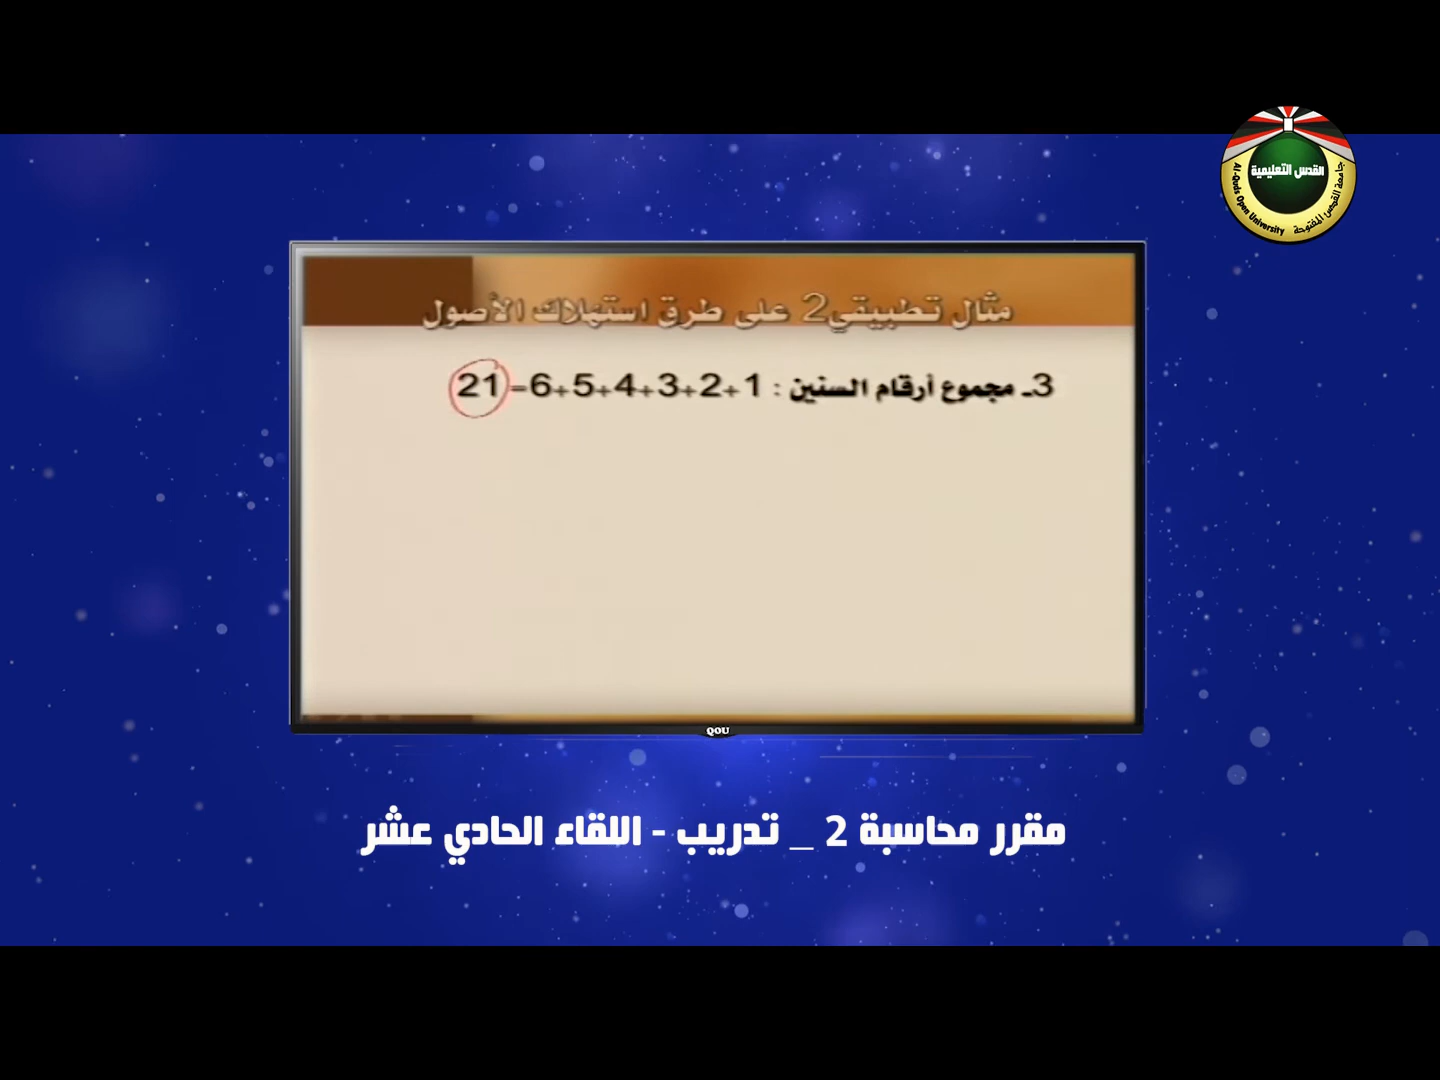 القدس التعليمية
جامعة القدس المفتوحة
Al-Quds Open University
مثال تطبيقي2 على طرق استهلاك الأصول
3ـ مجموع أرقام السنين : 1+2+3+4+5+6=21
QOU
مقرر محاسبة 2 _ تدريب - اللقاء الحادي عشر